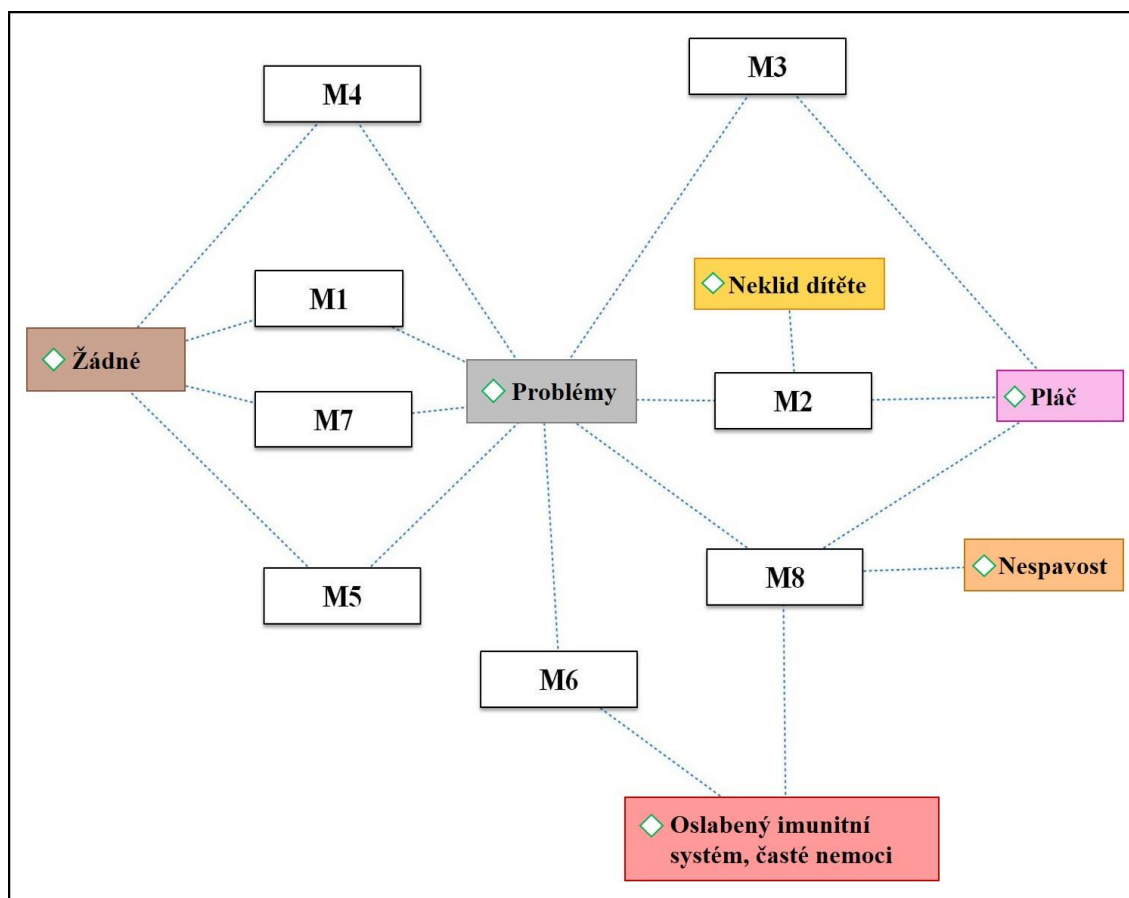 M3
M4
Neklid dítěte
M1
Žádné
Problémy
Pláč
M2
M7
Nespavost
M8
M5
M6
Oslabený imunitní
systém, časté nemoci